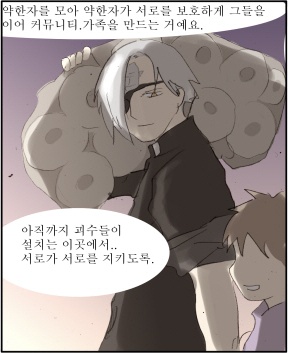 약한자를 모아 약한자가 서로를 보호하게 그들을
이어 커뮤니티.가족을 만드는 거예요.
아직까지 괴수들이
설치는 이곳에서..
서로가 서로를 지키도록.